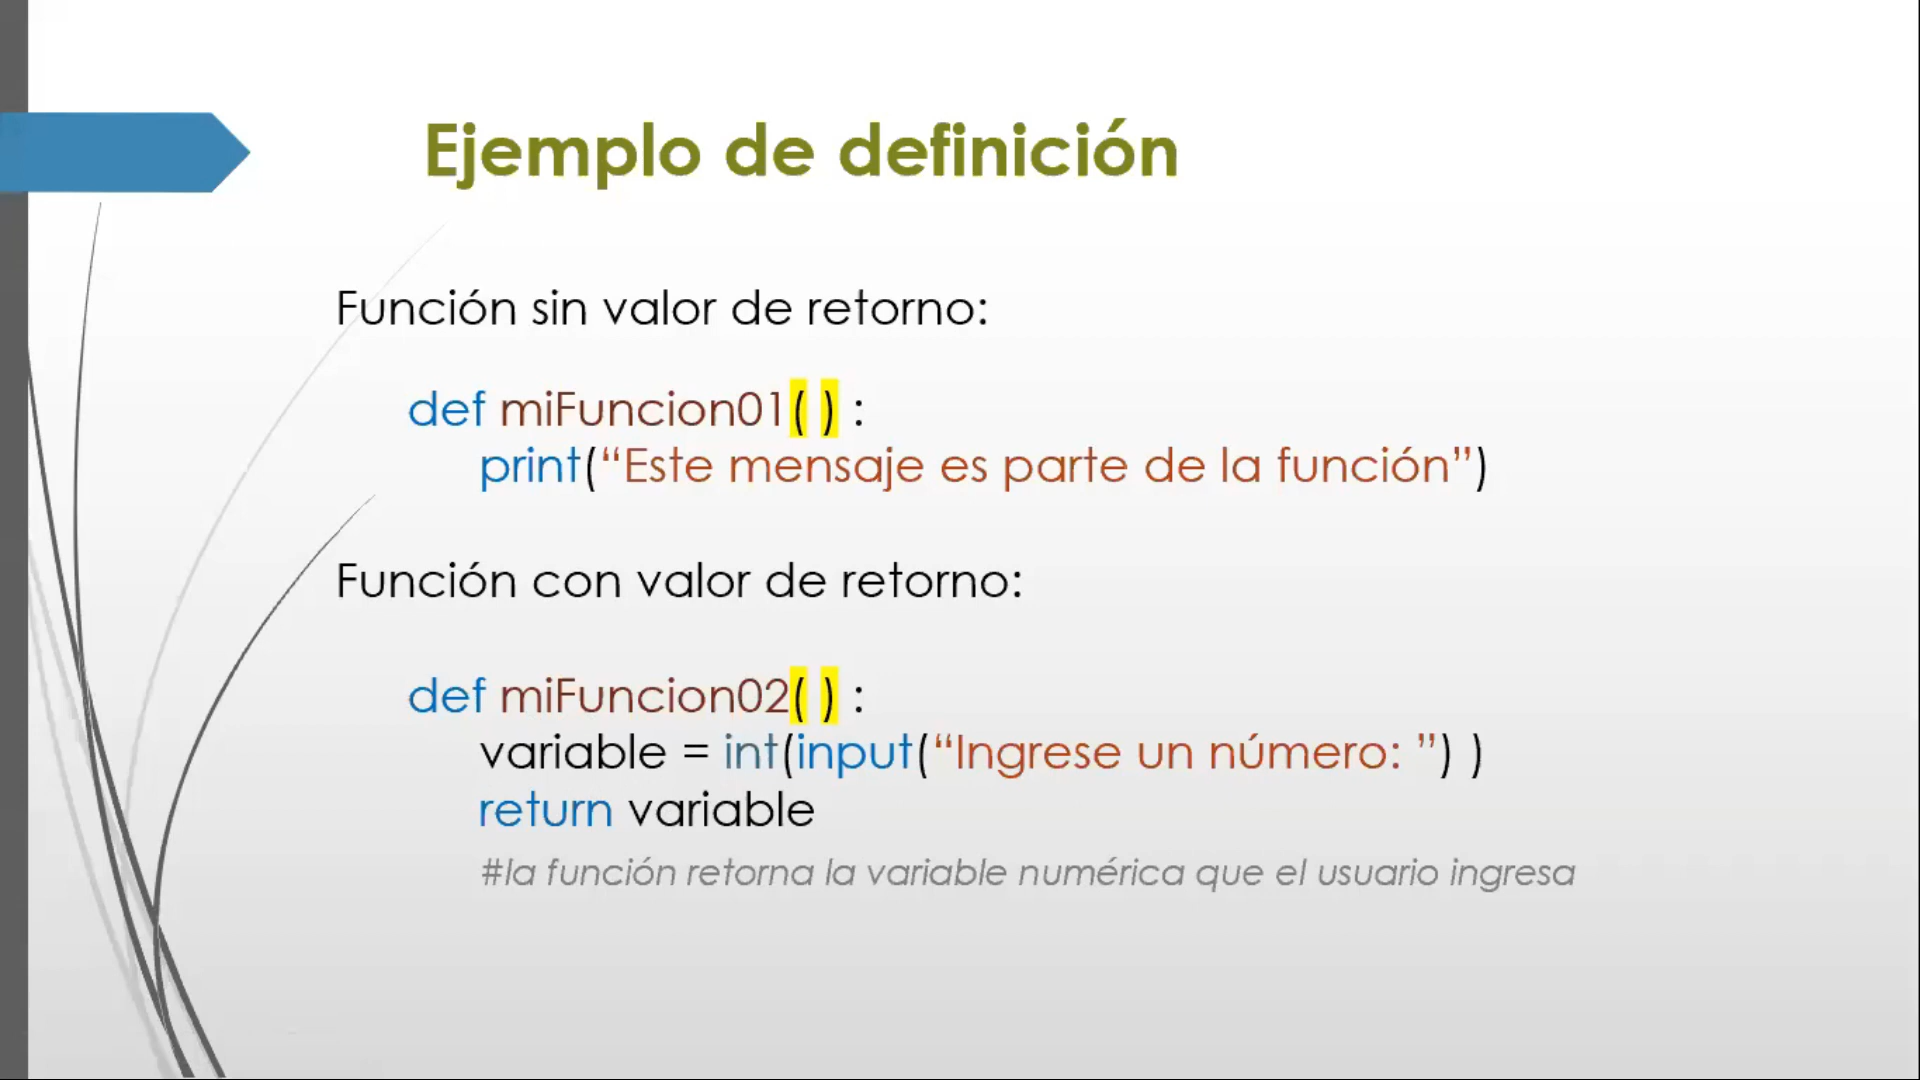 Ejemplo de definición
Función sin valor de retorno:
def miFuncion01( ) :
print(“Este mensaje es parte de la función”)
Función con valor de retorno:
def miFuncion02( ) :
variable = int(input(“Ingrese un número: ”) )
return variable
#la función retorna la variable numérica que el usuario ingresa